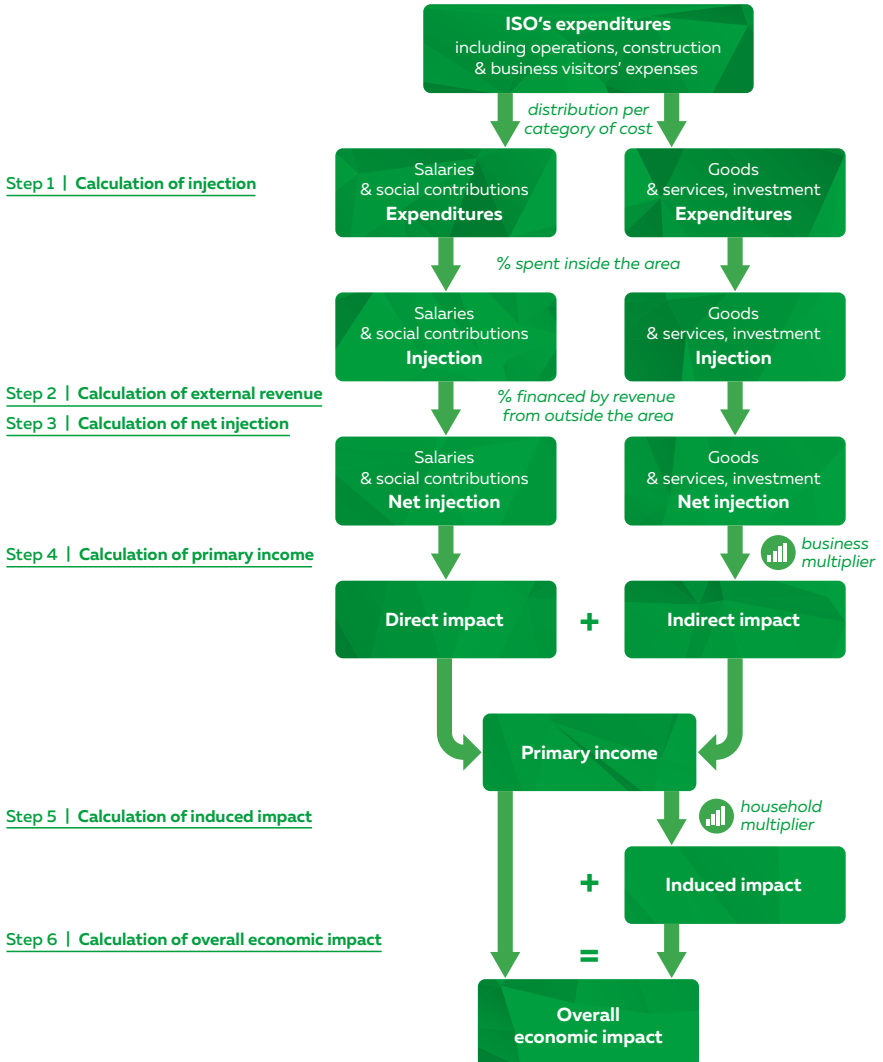 ISO’s expenditures
including operations, construction
& business visitors’ expenses
distribution per
category of cost
Step 1 | Calculation of injection
Salaries
& social contributions
Expenditures
Goods
& services, investment
Expenditures
% spent inside the area
Salaries
& social contributions
Injection
Goods
& services, investment
Injection
Step 2 | Calculation of external revenue
% financed by revenue
from outside the area
Step 3 | Calculation of net injection
Salaries
& social contributions
Net injection
Goods
& services, investment
Net injection
Step 4 | Calculation of primary income
business
multiplier
Direct impact
+
Indirect impact
Primary income
Step 5 | Calculation of induced impact
household
multiplier
+
Induced impact
Step 6 | Calculation of overall economic impact
=
Overall
economic impact